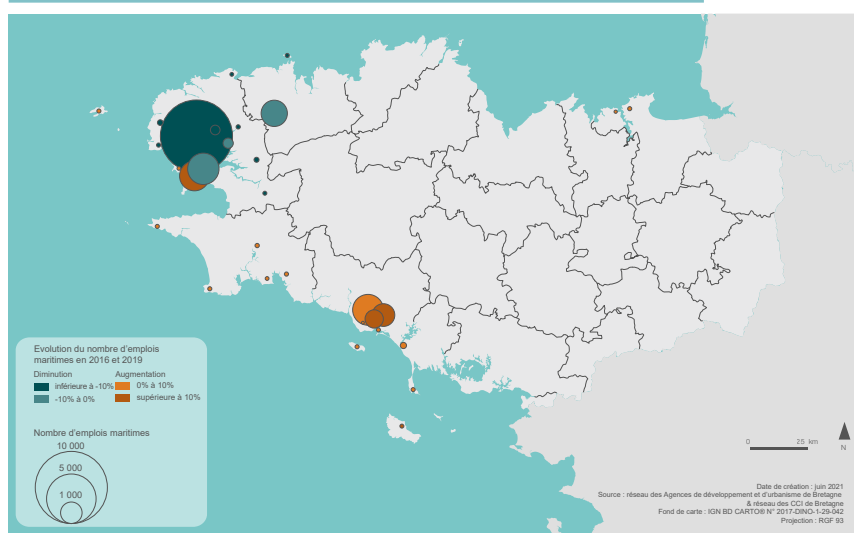 Evolution du nombre d'emplois
maritimes en 2016 et 2019
Diminution
Augmentation
inférieure à -10%
0% à 10%
-10% à 0%
supérieure à 10%
Nombre d'emplois maritimes
10 000
5 000
1 000
0 25 km
N
Date de création : juin 2021
Source : réseau des Agences de développement et d'urbanisme de Bretagne
& réseau des CCI de Bretagne
Fond de carte : IGN BD CARTO® N° 2017-DINO-1-29-042
Projection : RGF 93